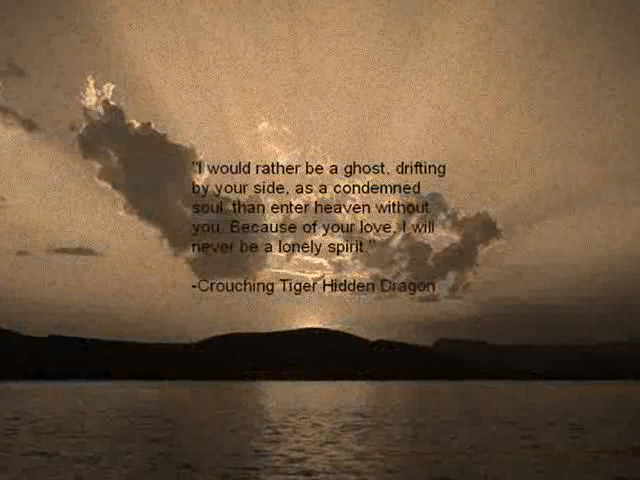 "I would rather be a ghost, drifting
by your side, as a condemned
soul, than enter heaven without
you. Because of your love, I will
never be a lonely spirit."
-Crouching Tiger Hidden Dragon